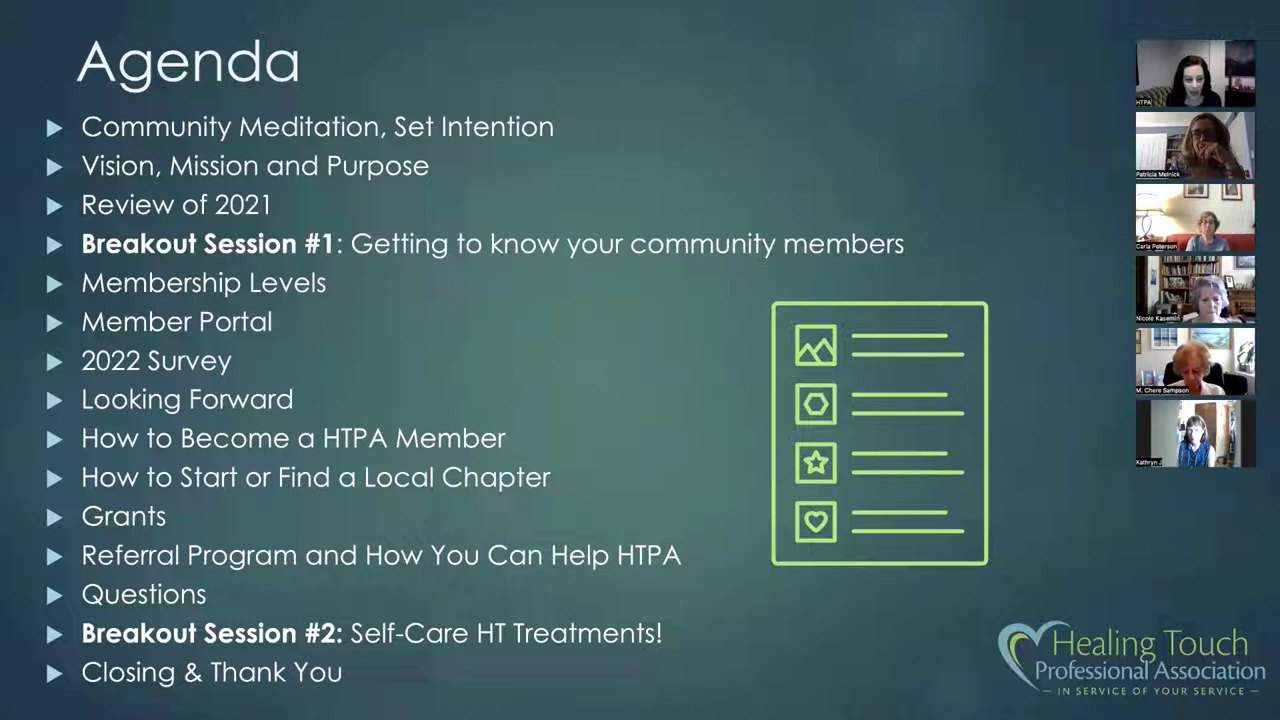 Agenda
Community Meditation, Set Intention
Vision, Mission and Purpose
Review of 2021
Breakout Session #1: Getting to know your community members
Membership Levels
Member Portal
2022 Survey
Looking Forward
How to Become a HTPA Member
How to Start or Find a Local Chapter
Grants
Referral Program and How You Can Help HTPA
Questions
Breakout Session #2: Self-Care HT Treatments!
Closing & Thank You
HTPA
Patricia Melnick
Carla Peterson
Nicole Kasemir
M. Chere Sampson
Kathryn J
Healing Touch
Professional Association
IN SERVICE OF YOUR SERVICE